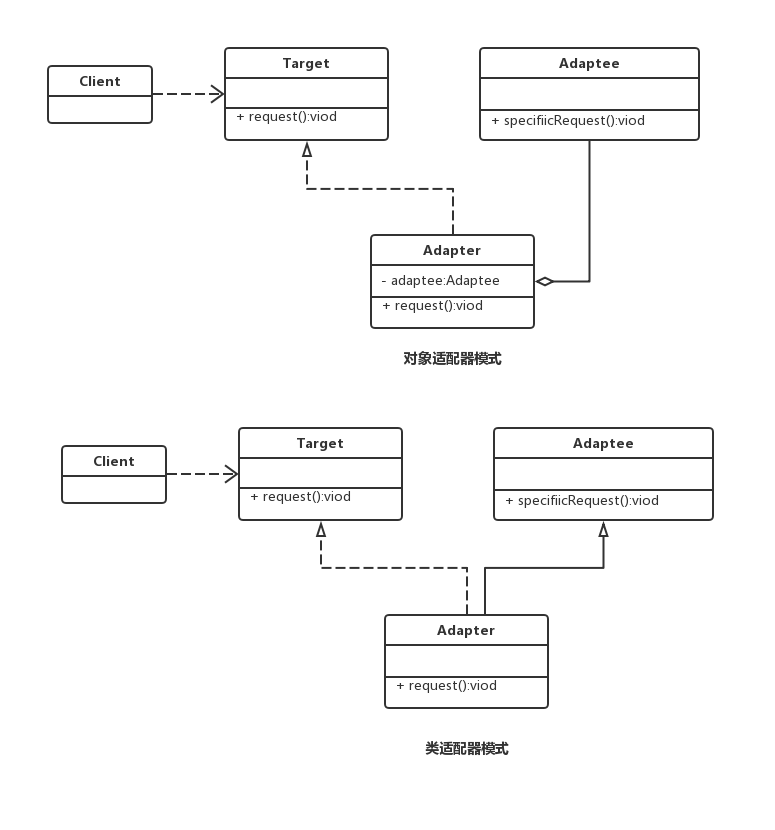 Client
Target
+ request():viod
Adaptee
+ specifiicRequest():viod
Adapter
- adaptee:Adaptee
+ request():viod
对象适配器模式
Client
Target
+ request():viod
Adaptee
+ specifiicRequest():viod
Adapter
+ request():viod
类适配器模式